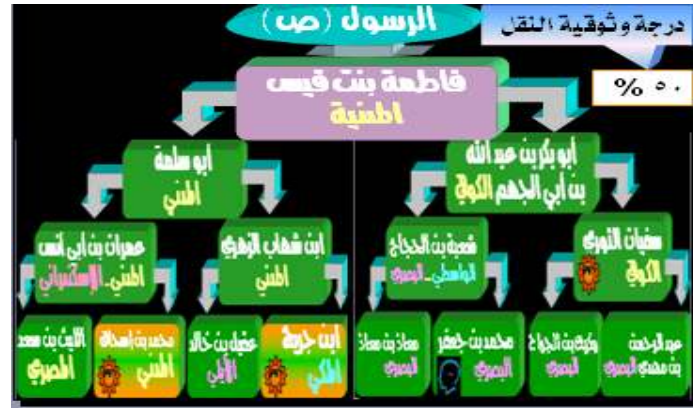 الرسول (ص)
درجة وثوقية النقل
٥٠ %
فاطمة بنت قيس
المدنية
أبو بكر بن عبد الله
بن أبي الجهم الكوفي
أبو سلمة
المدني
سفيان الثوري
الكوفي
شعبة بن الحجاج
الواسطي - البصري
ابن شهاب الزهري
المدني
عمران بن أبي أنس
المدني - الإسكندراني
عبد الرحمن
بن مهدي البصري
وكيع بن الجراح
محمد بن جعفر
البصري
معاذ بن معاذ
البصري
ابن جريج
المكي
عقيل بن خالد
الأيلي
محمد بن إسحاق
المدني
الليث بن سعد
المصري